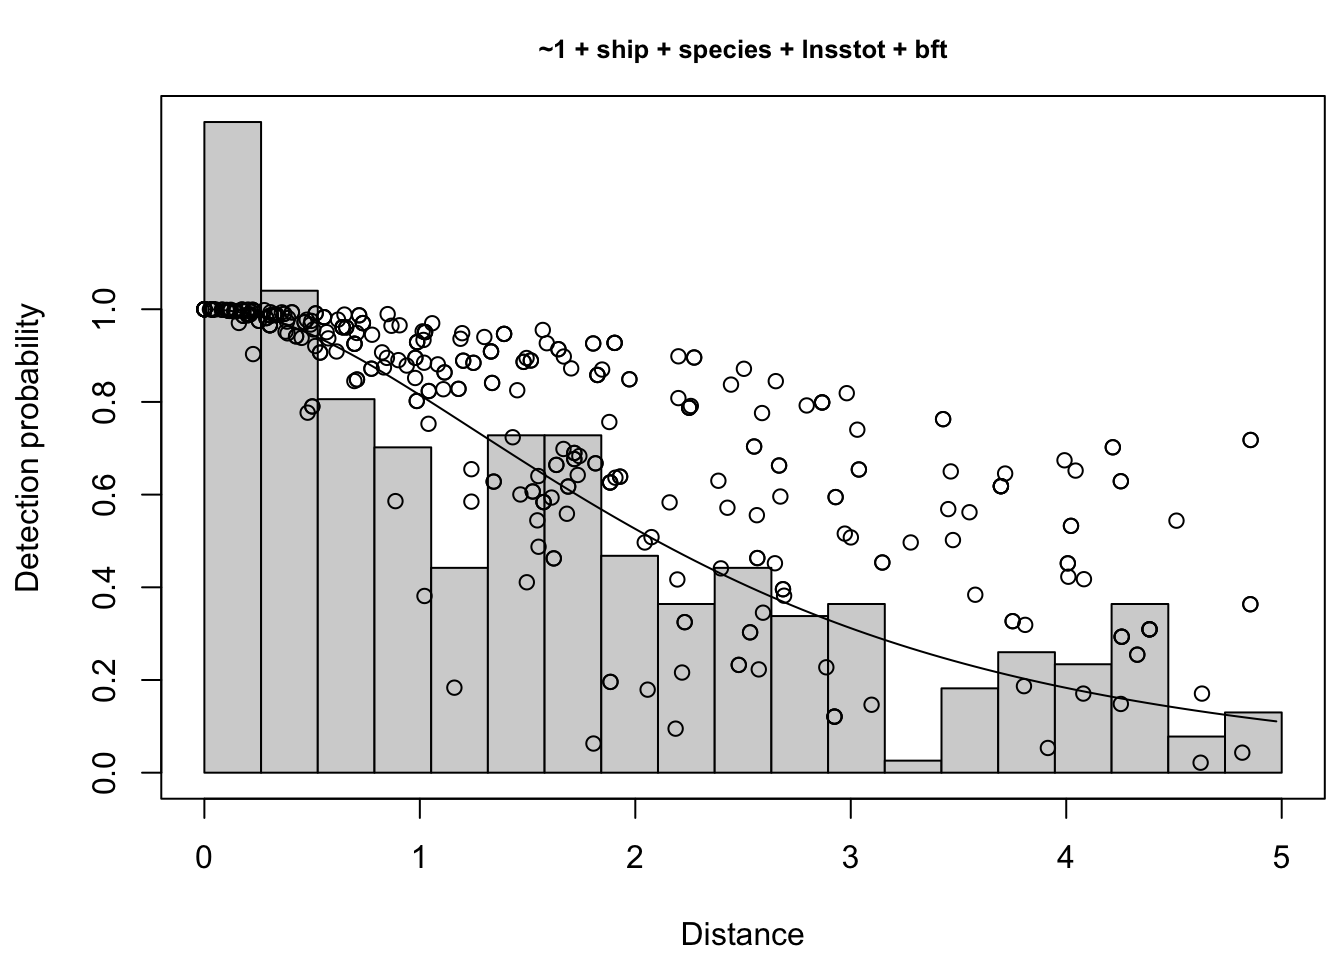 ~1 + ship + species + lnsstot + bft
Detection probability
1.0
0.8
0.6
0.4
0.2
0.0
0 1 2 3 4 5
Distance